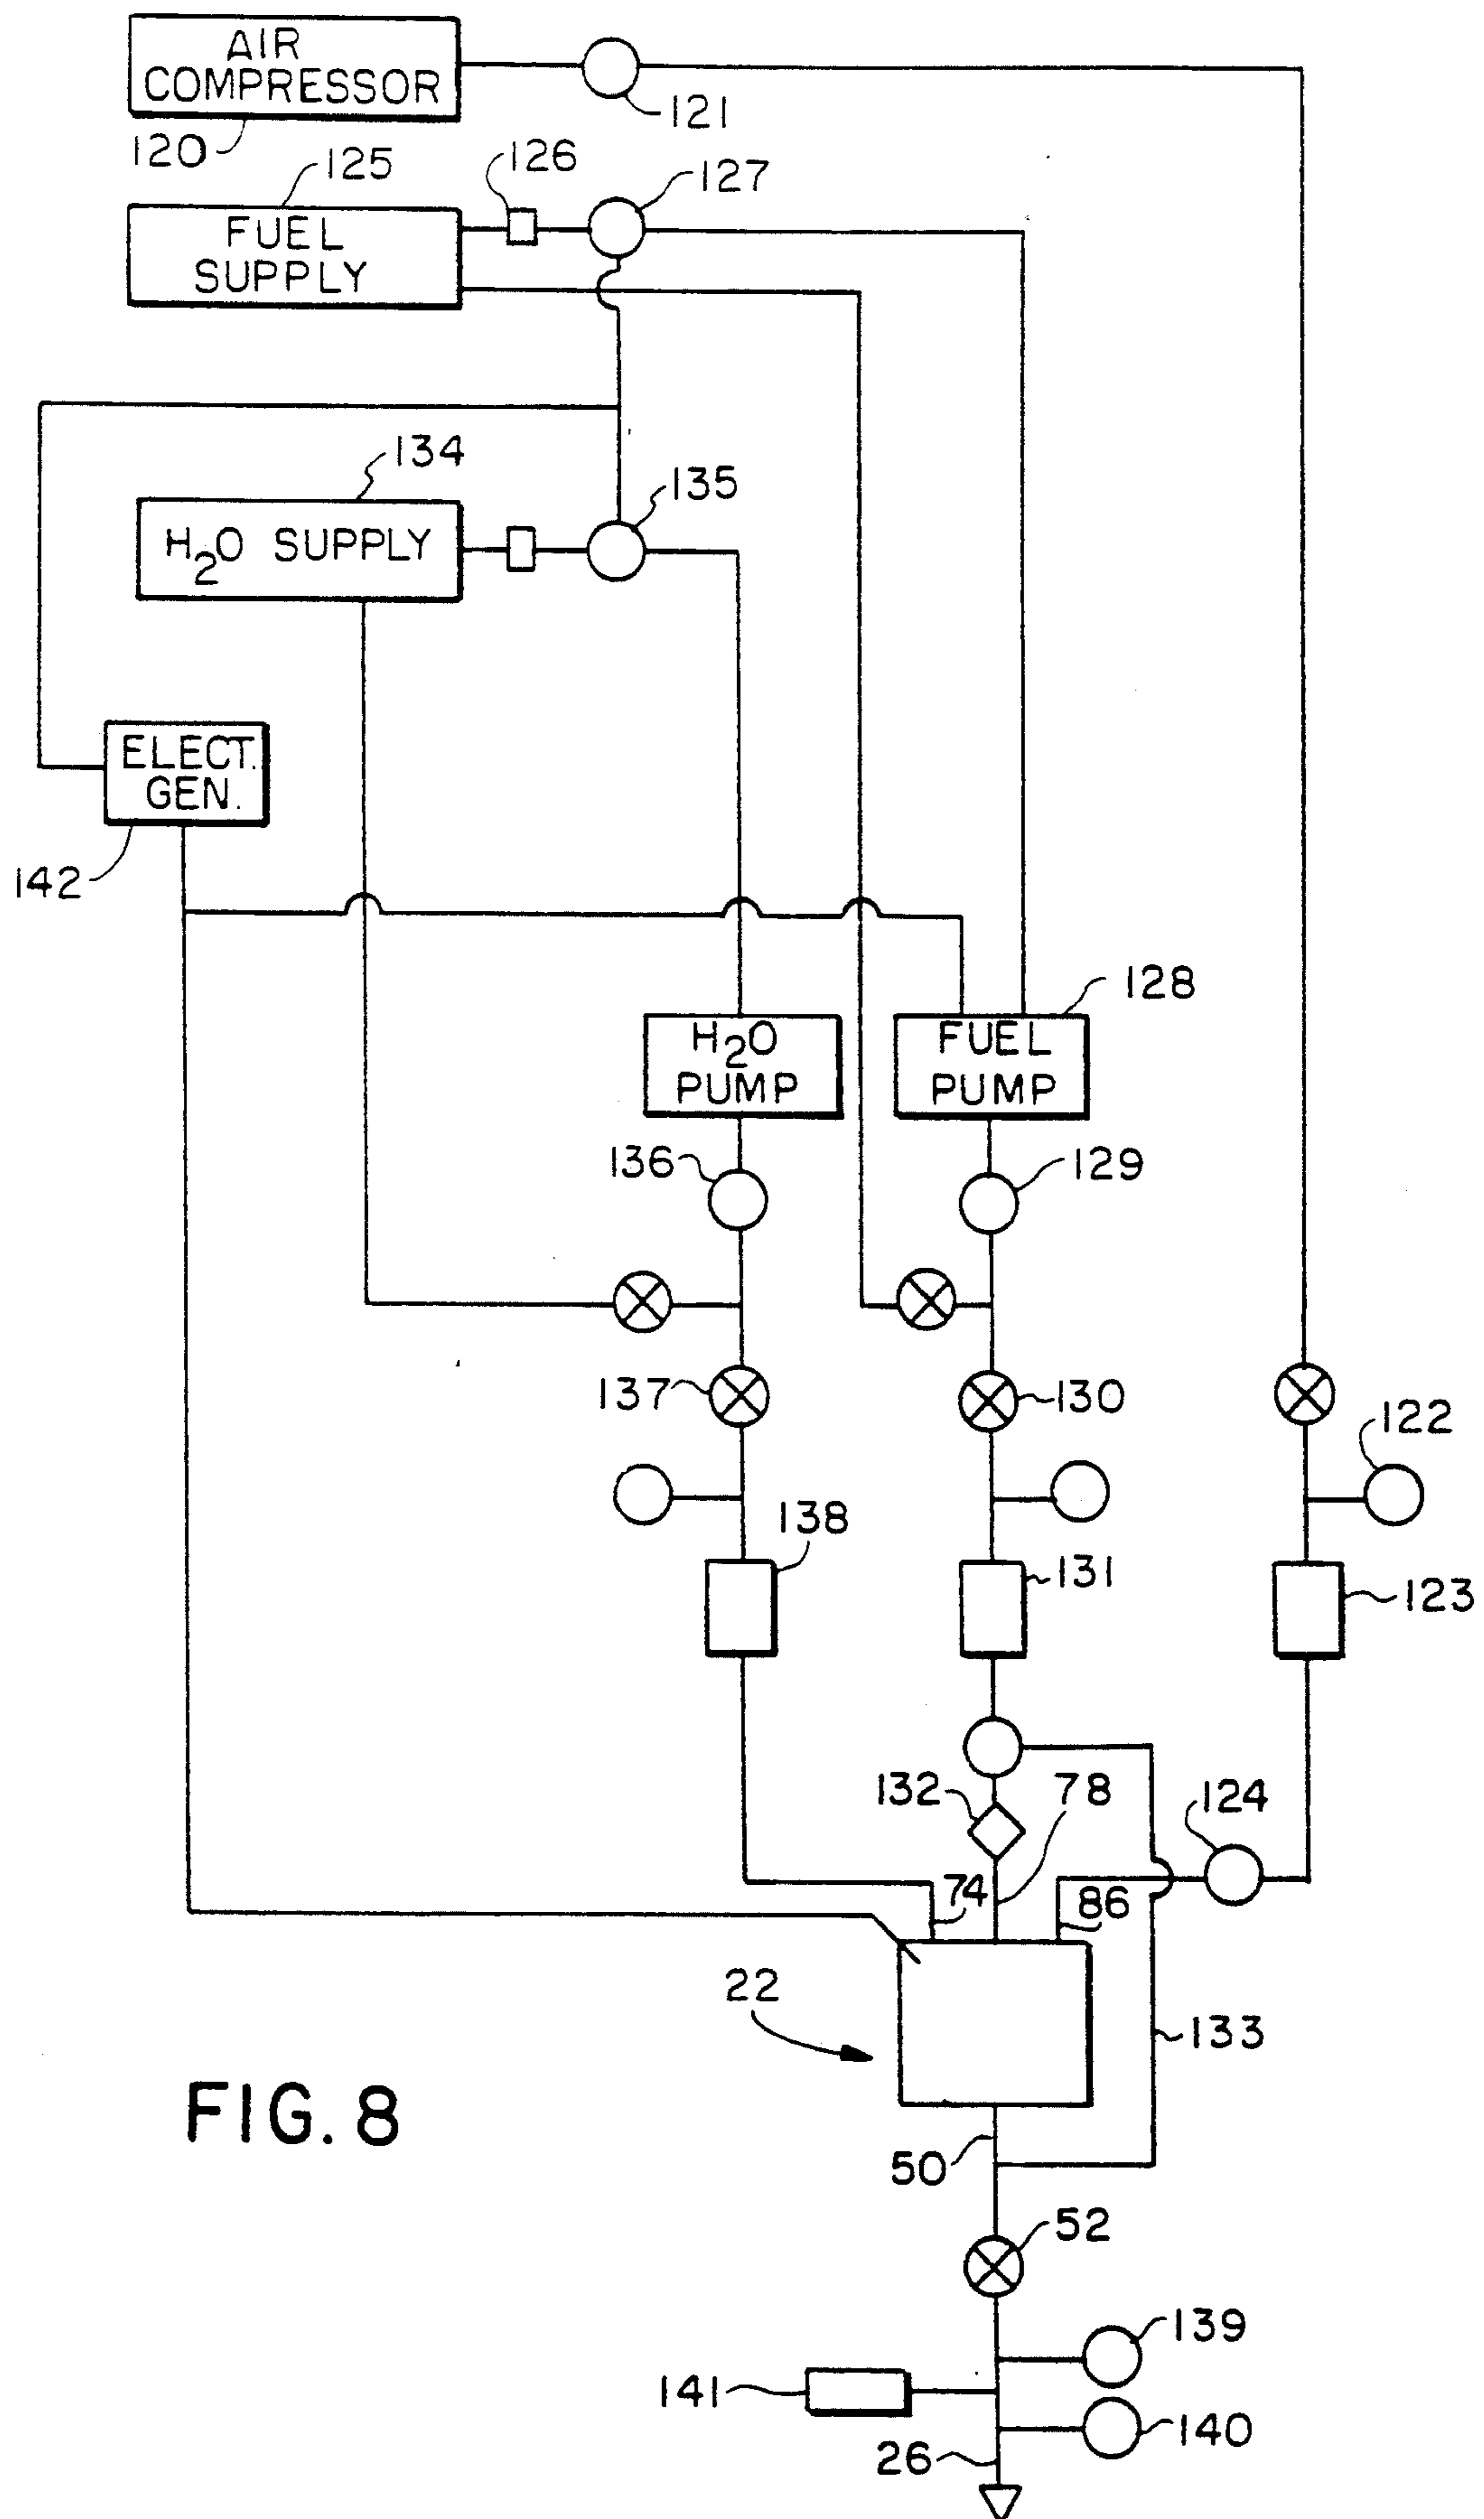 AIR
COMPRESSOR
120
121
125
126
127
FUEL
SUPPLY
134
135
H2O SUPPLY
ELECT.
GEN.
142
128
H2O
PUMP
FUEL
PUMP
136
129
137
130
122
138
131
123
132
78
124
74
86
22
133
FIG. 8
50
52
139
141
140
26